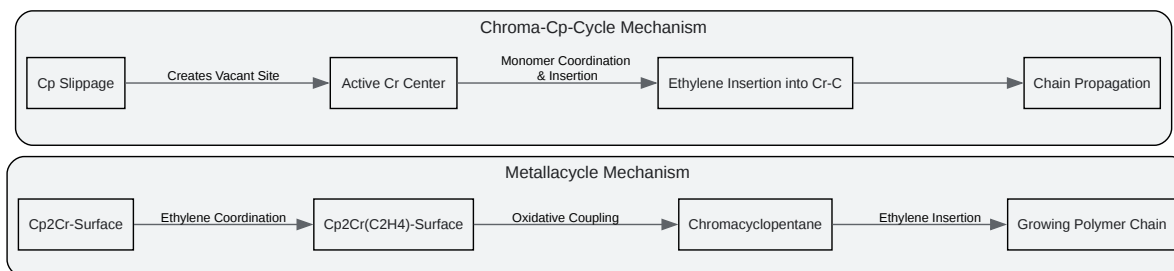 Chroma-Cp-Cycle Mechanism
Cp Slippage
Creates Vacant Site
Active Cr Center
Monomer Coordination
& Insertion
Ethylene Insertion into Cr-C
Chain Propagation
Metallacycle Mechanism
Cp2Cr-Surface
Ethylene Coordination
Cp2Cr(C2H4)-Surface
Oxidative Coupling
Chromacyclopentane
Ethylene Insertion
Growing Polymer Chain